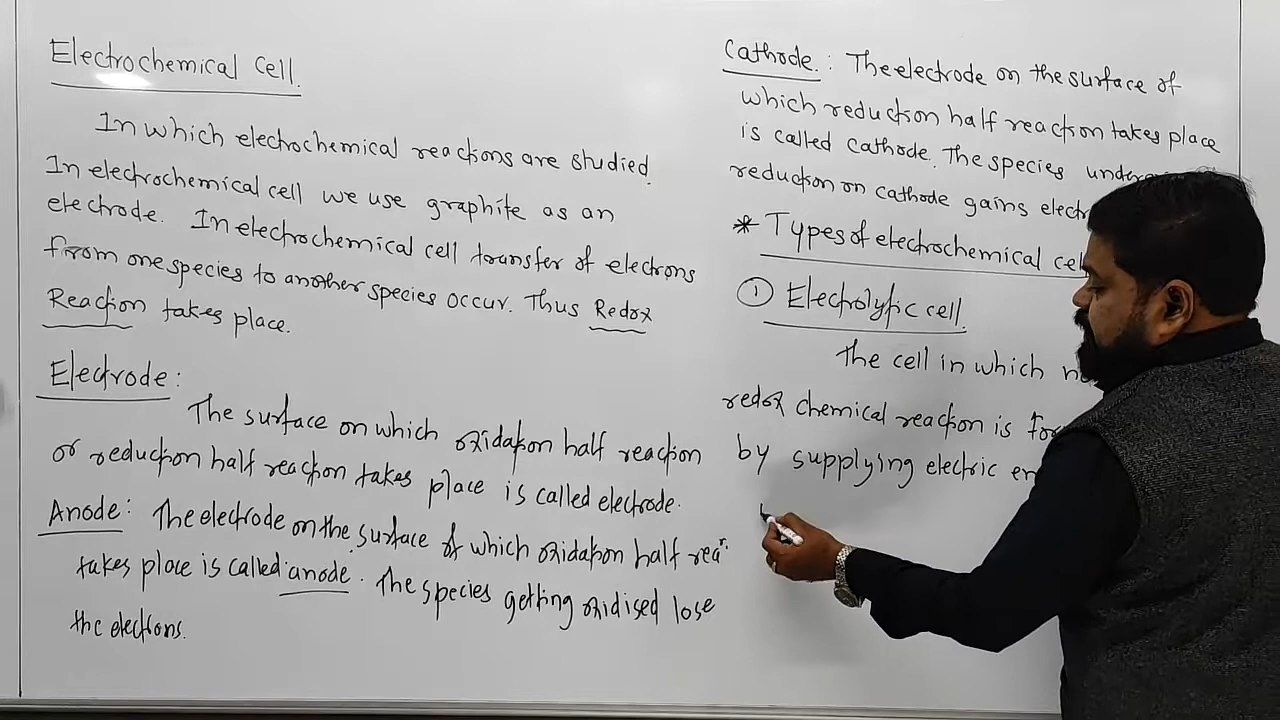 Electrochemical Cell.
In which electrochemical reactions are studied.
In electrochemical cell we use graphite as an
electrode. In electrochemical cell transfer of electrons
from one species to another species occur. Thus Redox
Reaction takes place.
Electrode:
The surface on which oxidation half reaction
or reduction half reaction takes place is called electrode.
Anode: The electrode on the surface of which oxidation half rea^n.
takes place is called anode. The species getting oxidised lose
the electrons.
Cathode: The electrode on the surface of
which reduction half reaction takes place
is called cathode. The species
reduction on cathode gains
* Types of electrochemical
① Electrolytic cell.
The cell in which
redox chemical reaction is
by supplying electric